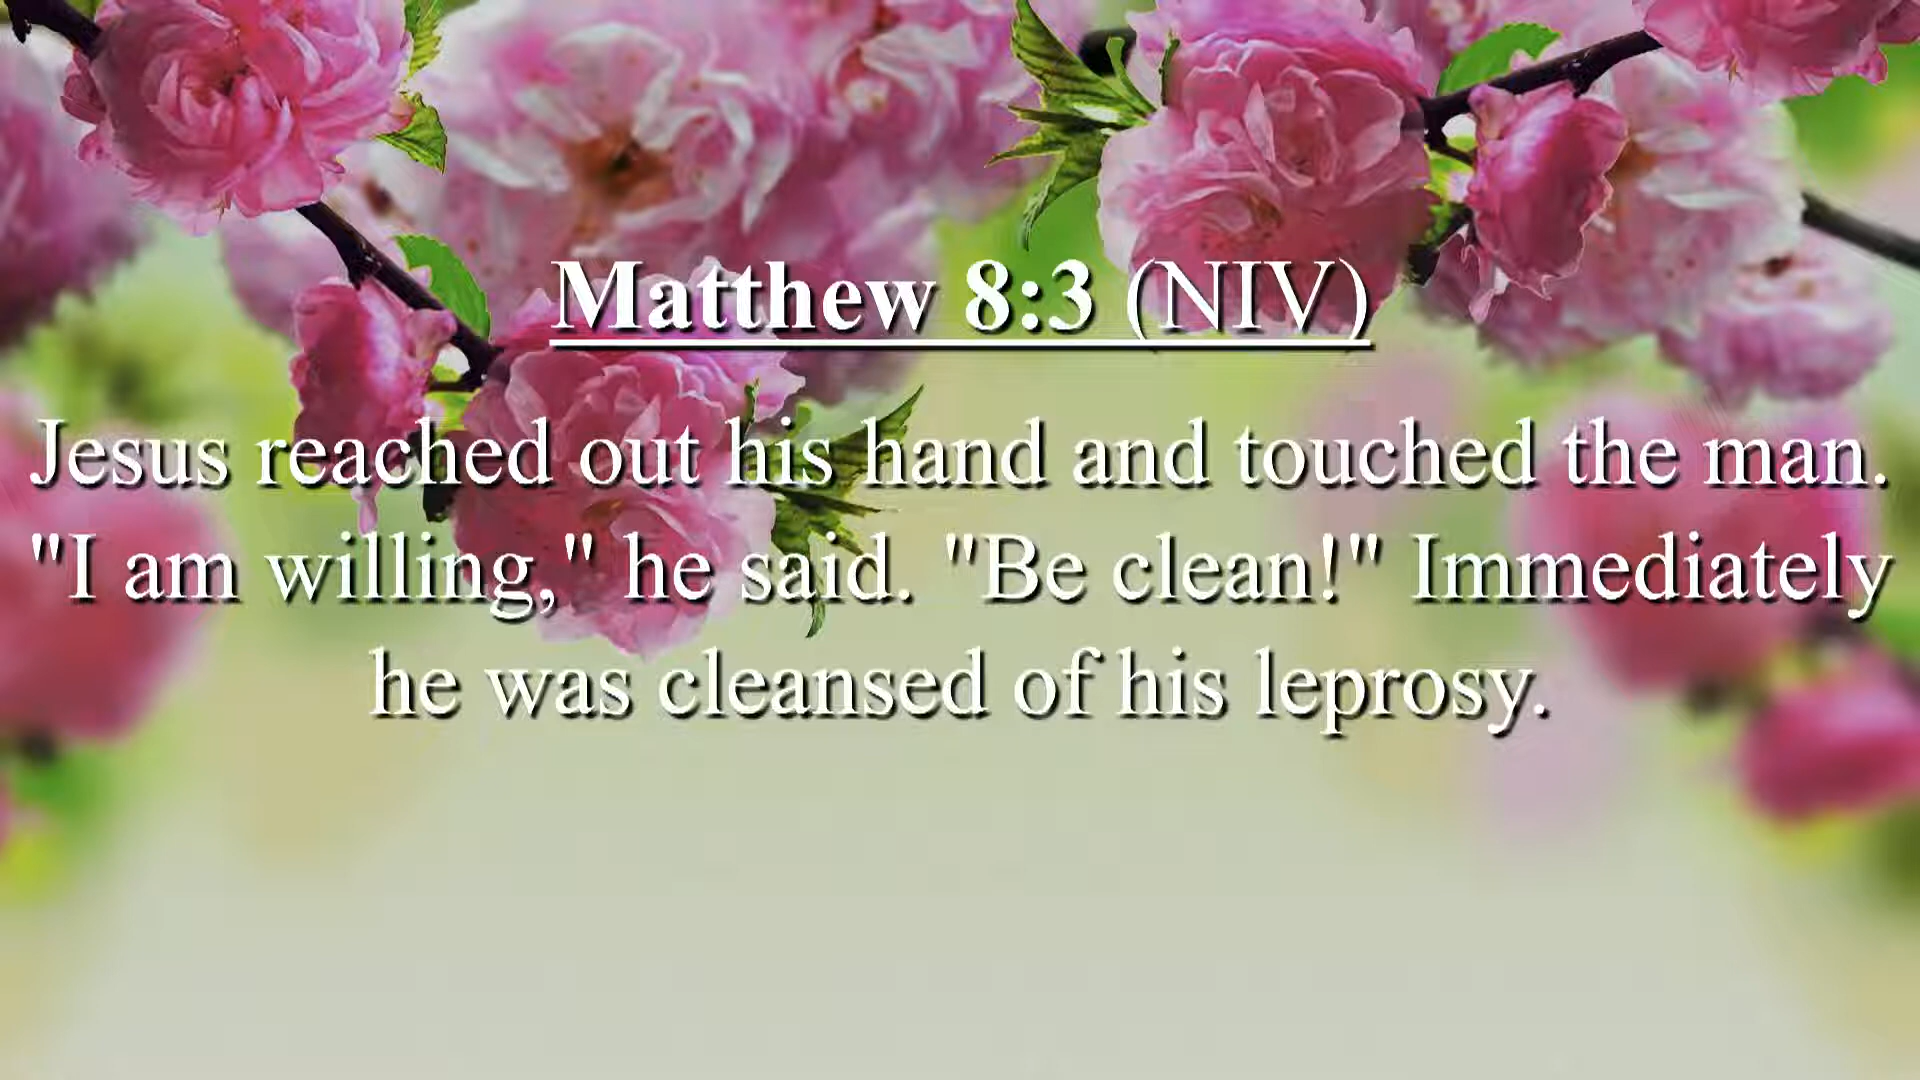 Matthew 8:3 (NIV)
Jesus reached out his hand and touched the man.
"I am willing," he said. "Be clean!" Immediately
he was cleansed of his leprosy.